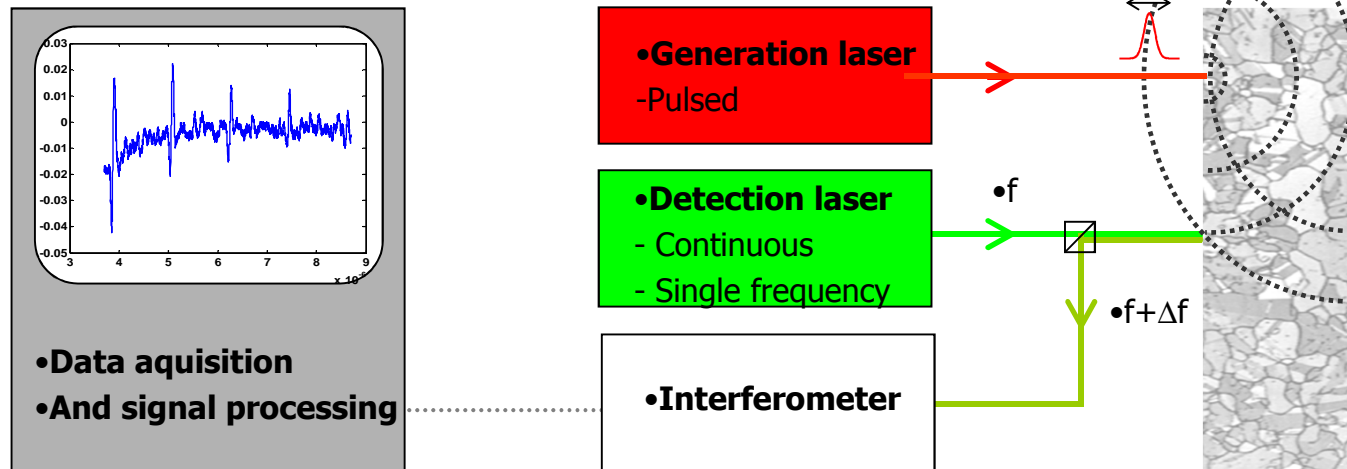 0.03
0.02
0.01
0
-0.01
-0.02
-0.03
-0.04
-0.05
3 4 5 6 7 8 9
•Data aquisition
•And signal processing
•Generation laser
-Pulsed
•Detection laser
- Continuous
- Single frequency
•Interferometer
•f
•f+Δf